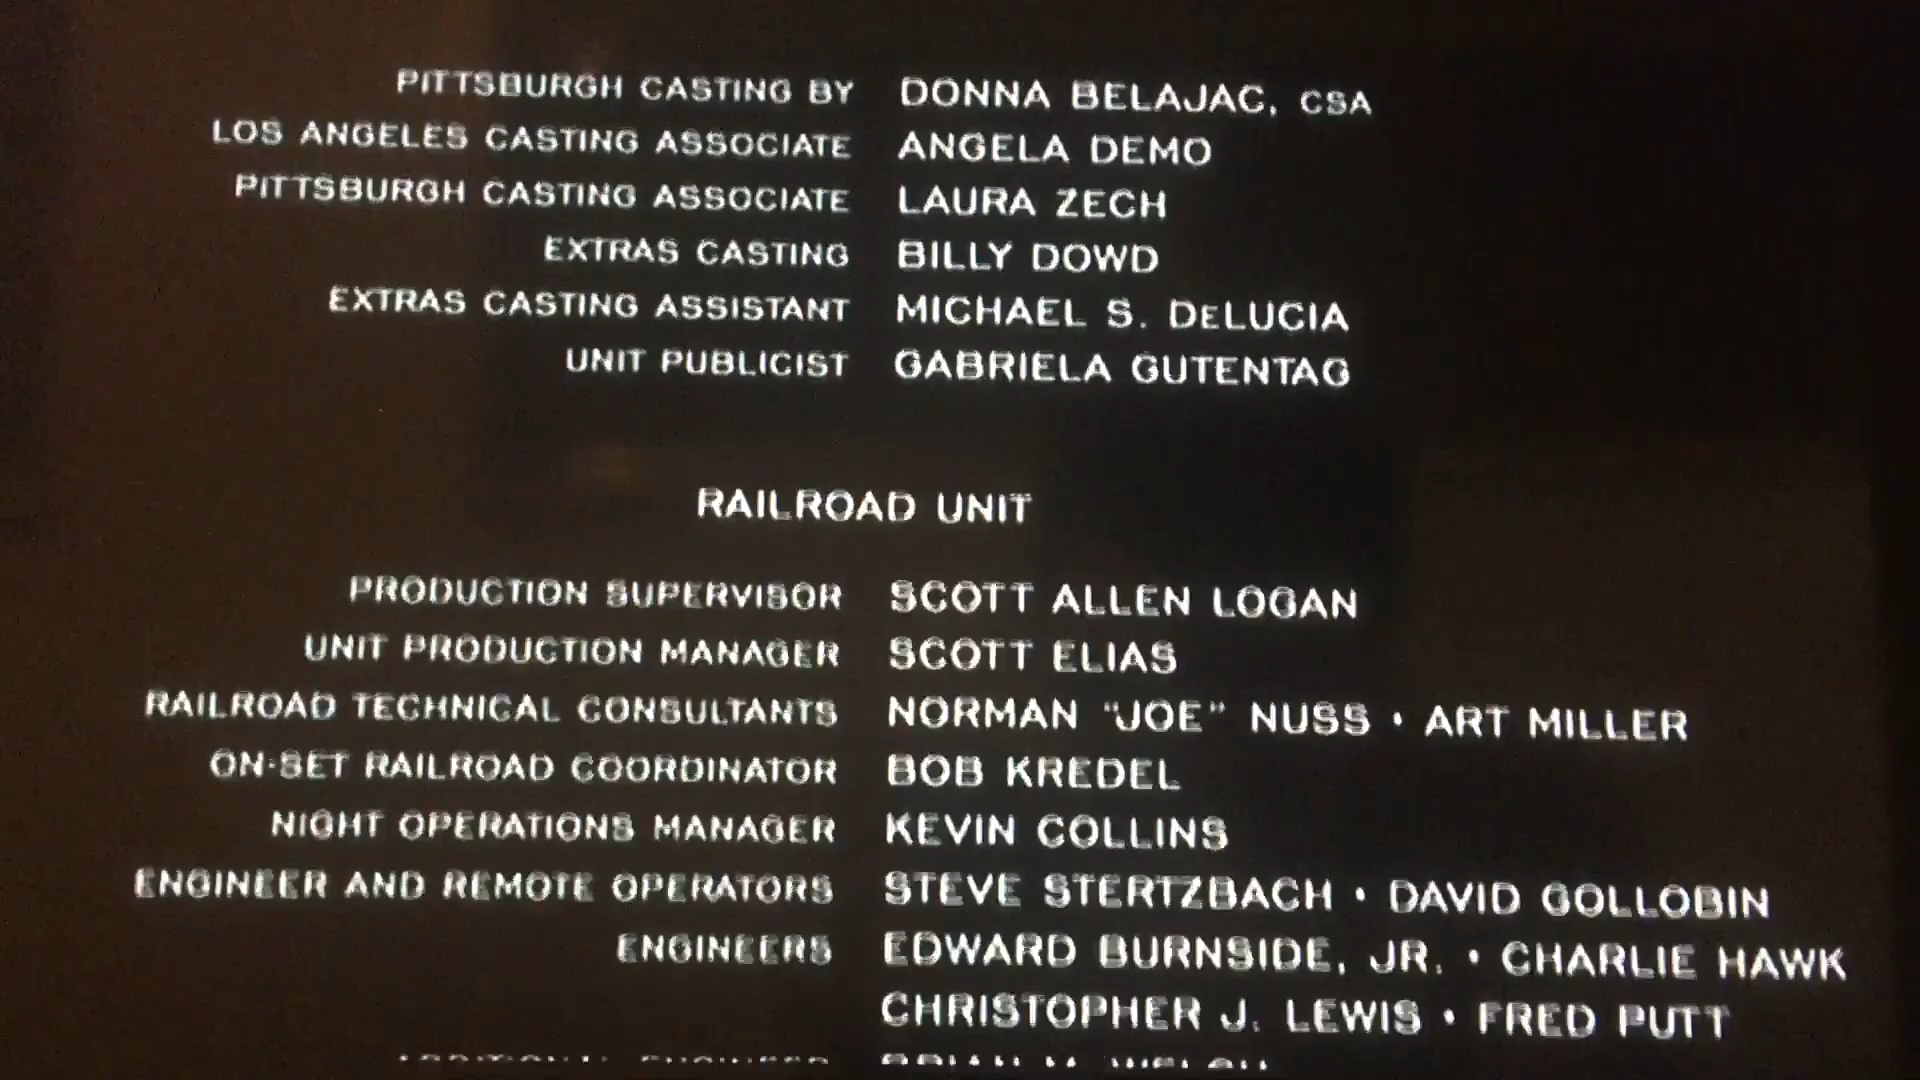 PITTSBURGH CASTING BY DONNA BELAJAC, CSA
LOS ANGELES CASTING ASSOCIATE ANGELA DEMO
PITTSBURGH CASTING ASSOCIATE LAURA ZECH
EXTRAS CASTING BILLY DOWD
EXTRAS CASTING ASSISTANT MICHAEL S. DeLUCIA
UNIT PUBLICIST GABRIELA GUTENTAG
RAILROAD UNIT
PRODUCTION SUPERVISOR SCOTT ALLEN LOGAN
UNIT PRODUCTION MANAGER SCOTT ELIAS
RAILROAD TECHNICAL CONSULTANTS NORMAN "JOE" NUSS • ART MILLER
ON-SET RAILROAD COORDINATOR BOB KREDEL
NIGHT OPERATIONS MANAGER KEVIN COLLINS
ENGINEER AND REMOTE OPERATORS STEVE STERTZBACH • DAVID GOLLOBIN
ENGINEERS EDWARD BURNSIDE, JR. • CHARLIE HAWK
CHRISTOPHER J. LEWIS • FRED PUTT